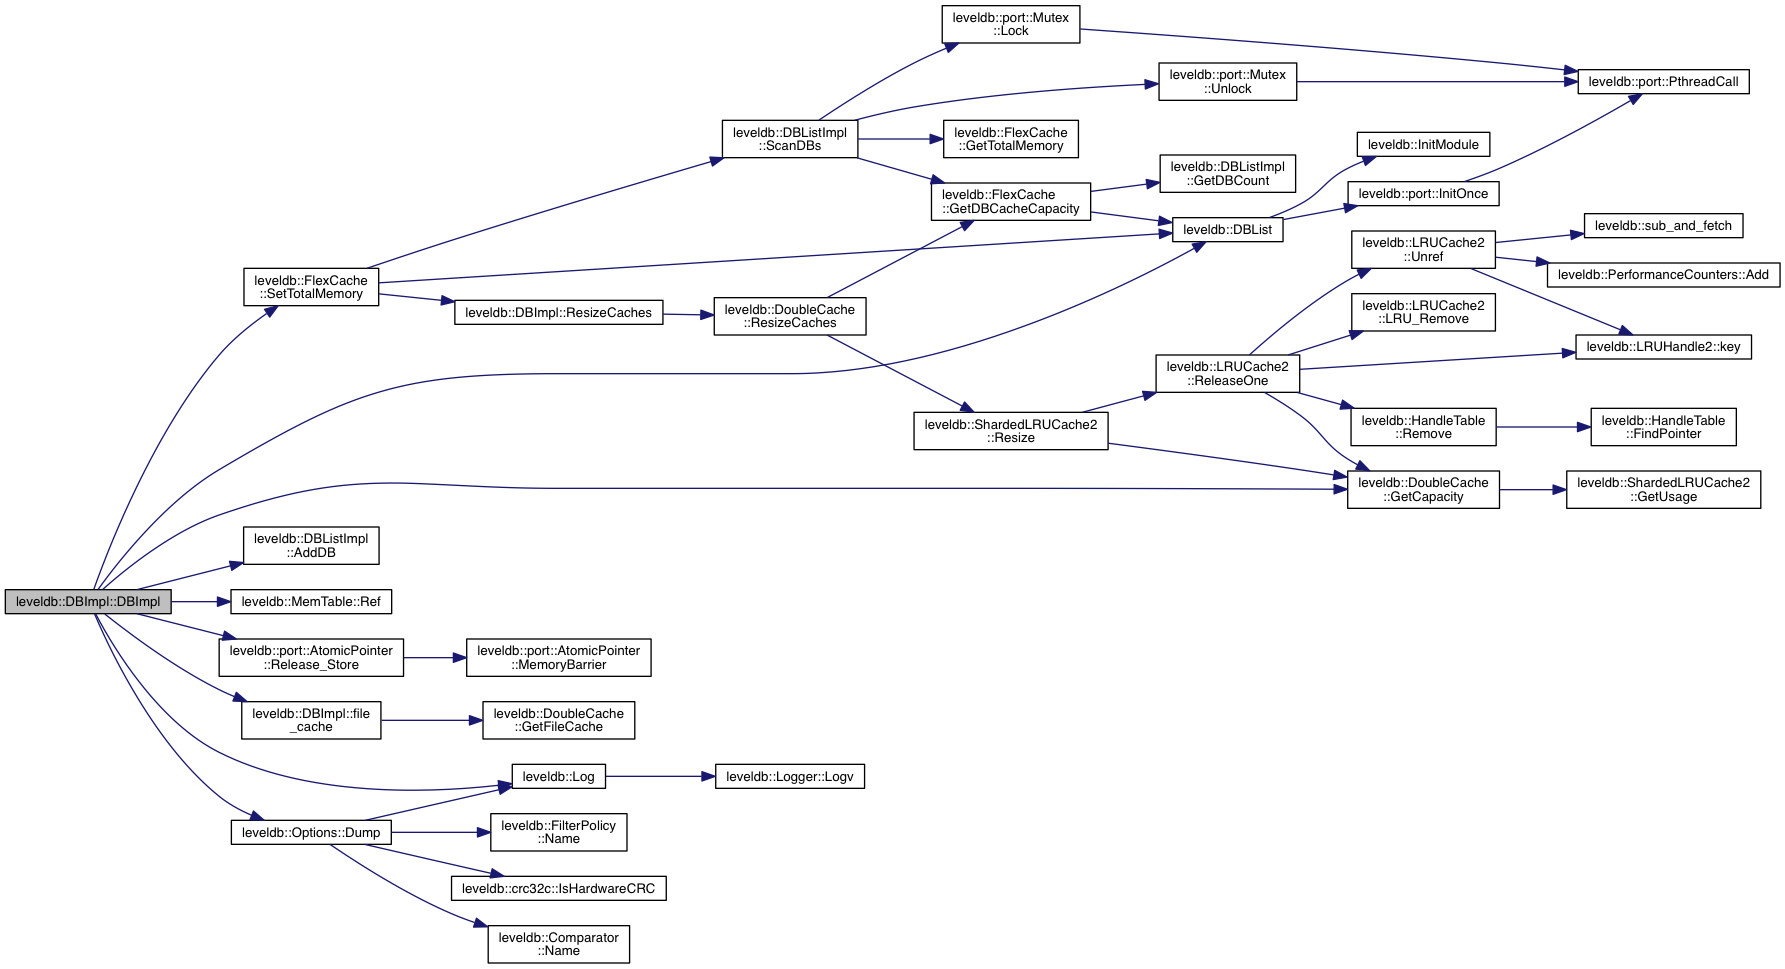 leveldb::port::Mutex
::Lock
leveldb::port::Mutex
::Unlock
leveldb::port::PthreadCall
leveldb::DBListImpl
::ScanDBs
leveldb::FlexCache
::GetTotalMemory
leveldb::InitModule
leveldb::DBListImpl
::GetDBCount
leveldb::FlexCache
::GetDBCacheCapacity
leveldb::port::InitOnce
leveldb::DBList
leveldb::sub_and_fetch
leveldb::LRUCache2
::Unref
leveldb::PerformanceCounters::Add
leveldb::FlexCache
::SetTotalMemory
leveldb::DBImpl::ResizeCaches
leveldb::DoubleCache
::ResizeCaches
leveldb::LRUCache2
::LRU_Remove
leveldb::LRUHandle2::key
leveldb::LRUCache2
::ReleaseOne
leveldb::ShardedLRUCache2
::Resize
leveldb::HandleTable
::Remove
leveldb::HandleTable
::FindPointer
leveldb::DoubleCache
::GetCapacity
leveldb::ShardedLRUCache2
::GetUsage
leveldb::DBListImpl
::AddDB
leveldb::DBImpl::DBImpl
leveldb::MemTable::Ref
leveldb::port::AtomicPointer
::Release_Store
leveldb::port::AtomicPointer
::MemoryBarrier
leveldb::DBImpl::file
_cache
leveldb::DoubleCache
::GetFileCache
leveldb::Log
leveldb::Logger::Logv
leveldb::Options::Dump
leveldb::FilterPolicy
::Name
leveldb::crc32c::IsHardwareCRC
leveldb::Comparator
::Name